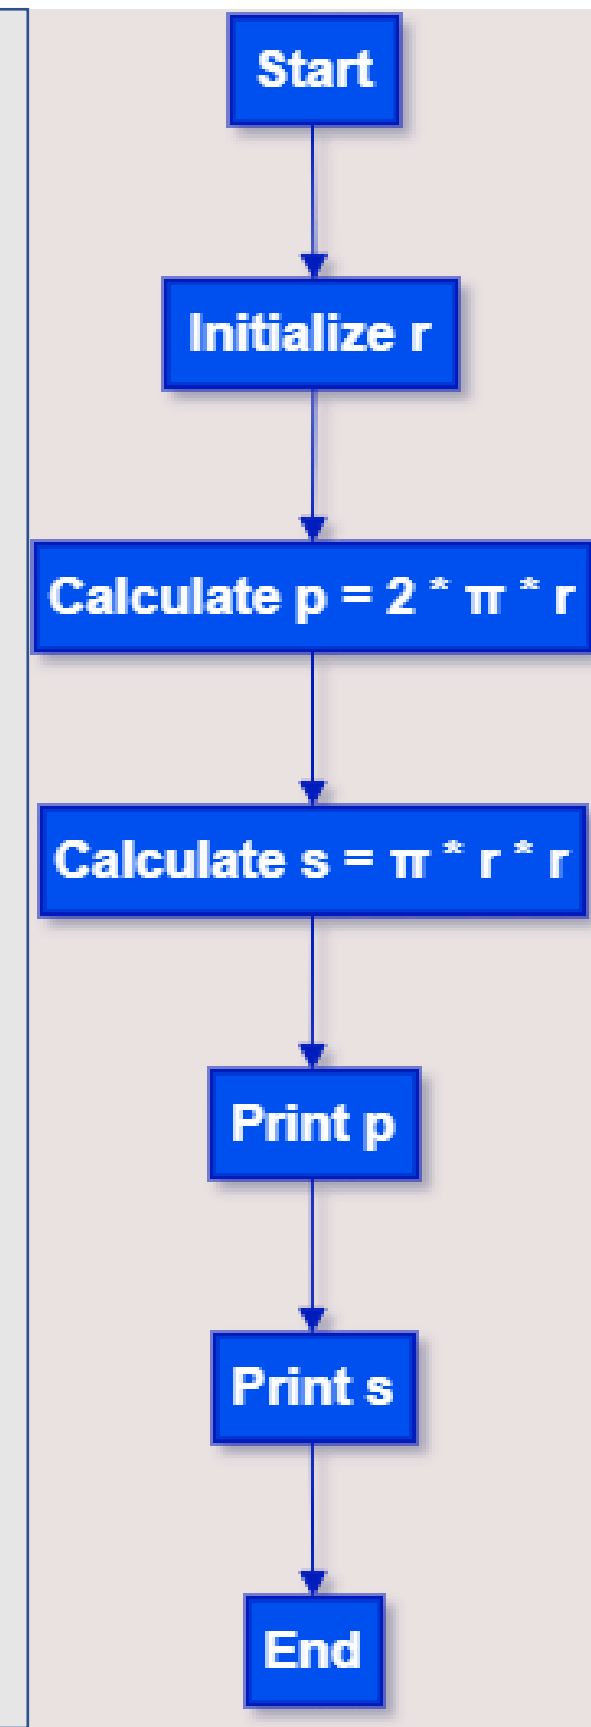 Start
Initialize r
Calculate p = 2 * π * r
Calculate s = π * r * r
Print p
Print s
End